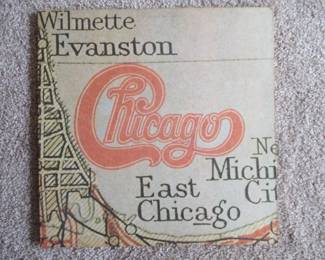 Wilmette
Evanston
Chicago
Ne
Michi
Cit
East
Chicago